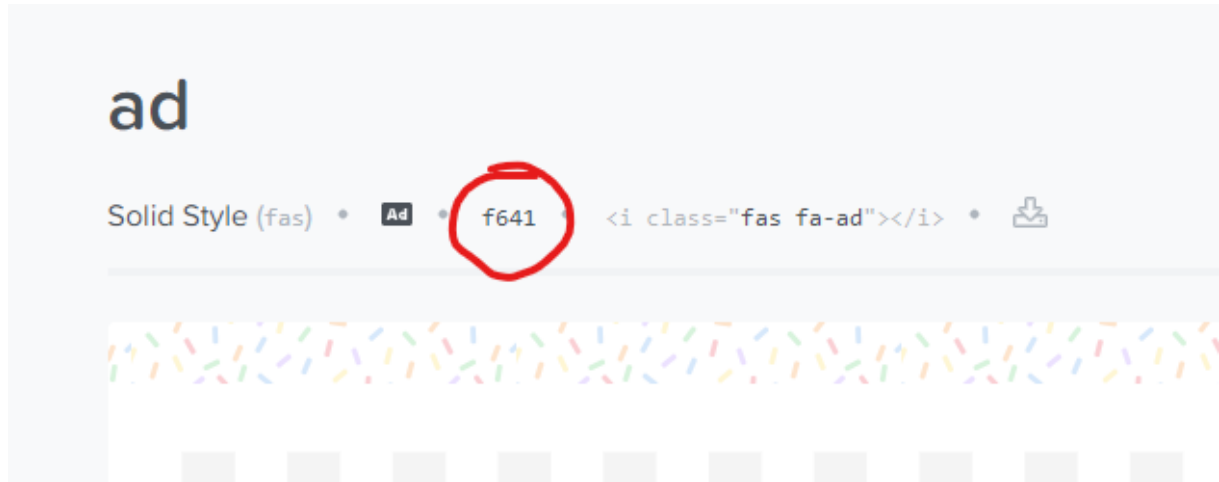 ad
Solid Style (fas) • Ad • f641 • <i class="fas fa-ad"></i> •